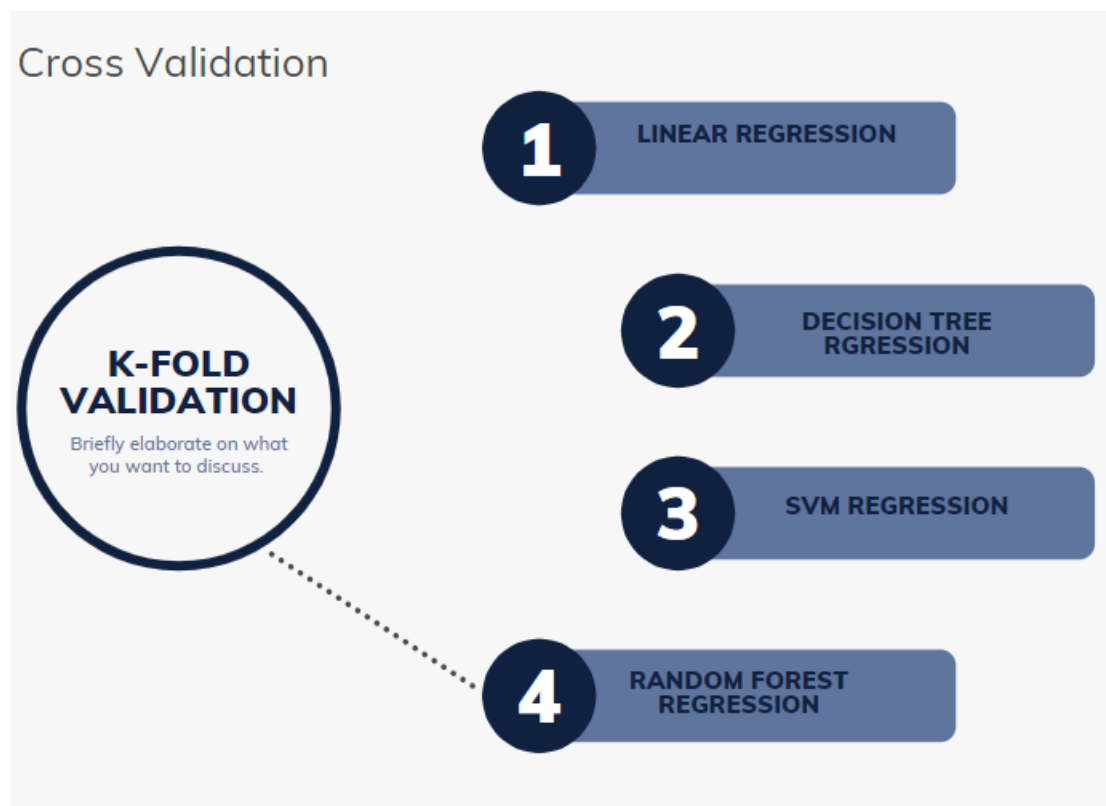 Cross Validation
1
LINEAR REGRESSION
2
DECISION TREE
RGRESSION
K-FOLD
VALIDATION
Briefly elaborate on what
you want to discuss.
3
SVM REGRESSION
4
RANDOM FOREST
REGRESSION